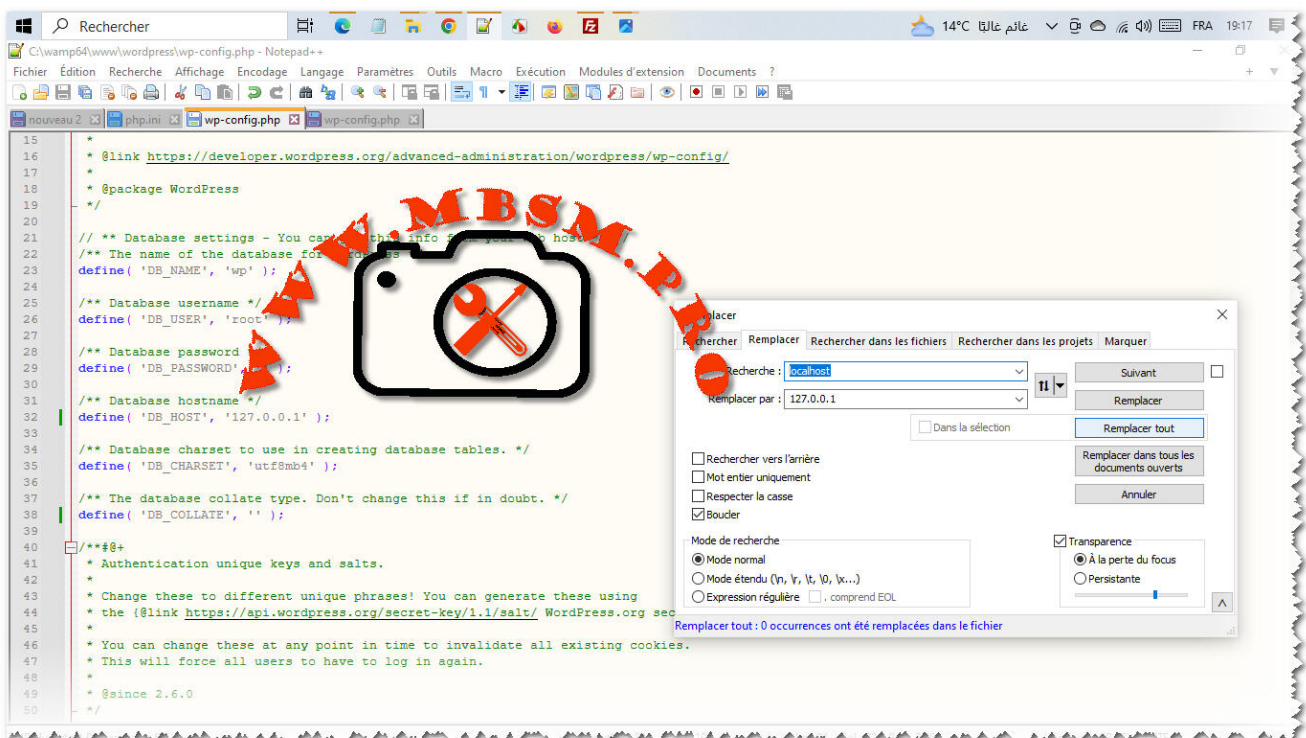 Rechercher
14°C غائم غالبًا
FRA 19:17
C:\wamp64\www\wordpress\wp-config.php - Notepad++
Fichier Édition Recherche Affichage Encodage Langage Paramètres Outils Macro Exécution Modules d'extension Documents ?
nouveau 2 php.ini wp-config.php wp-config.php
15 *
16 * @link https://developer.wordpress.org/advanced-administration/wordpress/wp-config/
17 *
18 * @package WordPress
19 */
20
21 // ** Database settings - You can this info from your web host
22 /** The name of the database for
23 define( 'DB_NAME', 'wp' );
24
25 /** Database username */
26 define( 'DB_USER', 'root' );
27
28 /** Database password
29 define( 'DB_PASSWORD', );
30
31 /** Database hostname */
32 define( 'DB_HOST', '127.0.0.1' );
33
34 /** Database charset to use in creating database tables. */
35 define( 'DB_CHARSET', 'utf8mb4' );
36
37 /** The database collate type. Don't change this if in doubt. */
38 define( 'DB_COLLATE', '' );
39
40 /**#@+
41 * Authentication unique keys and salts.
42 *
43 * Change these to different unique phrases! You can generate these using
44 * the {@link https://api.wordpress.org/secret-key/1.1/salt/ WordPress.org sec
45 *
46 * You can change these at any point in time to invalidate all existing cookies.
47 * This will force all users to have to log in again.
48 *
49 * @since 2.6.0
50 */
WWW.MBSM.PRO
Remplacer
Rechercher Remplacer Rechercher dans les fichiers Rechercher dans les projets Marquer
Recherche : localhost
Suivant
Remplacer par : 127.0.0.1
Remplacer
Dans la sélection
Remplacer tout
Remplacer dans tous les
documents ouverts
Annuler
Rechercher vers l'arrière
Mot entier uniquement
Respecter la casse
Boucler
Mode de recherche
Mode normal
Mode étendu (\n, \r, \t, \0, \x...)
Expression régulière . comprend EOL
Transparence
À la perte du focus
Persistante
Remplacer tout : 0 occurrences ont été remplacées dans le fichier